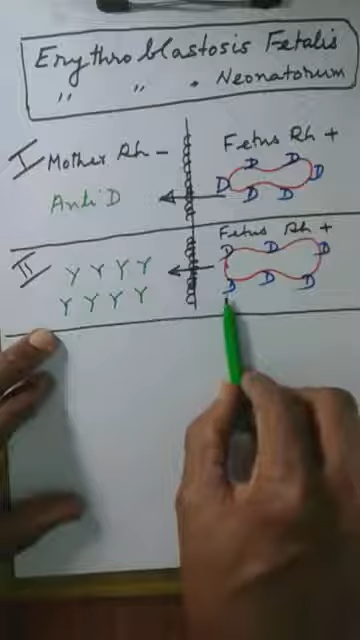 Erythroblastosis Fetalis
" " " Neonatorum
I Mother Rh -
Fetus Rh +
D D D D D D
Anti D
II Fetus Rh +
D D D
Y Y Y Y
D D D
Y Y Y Y